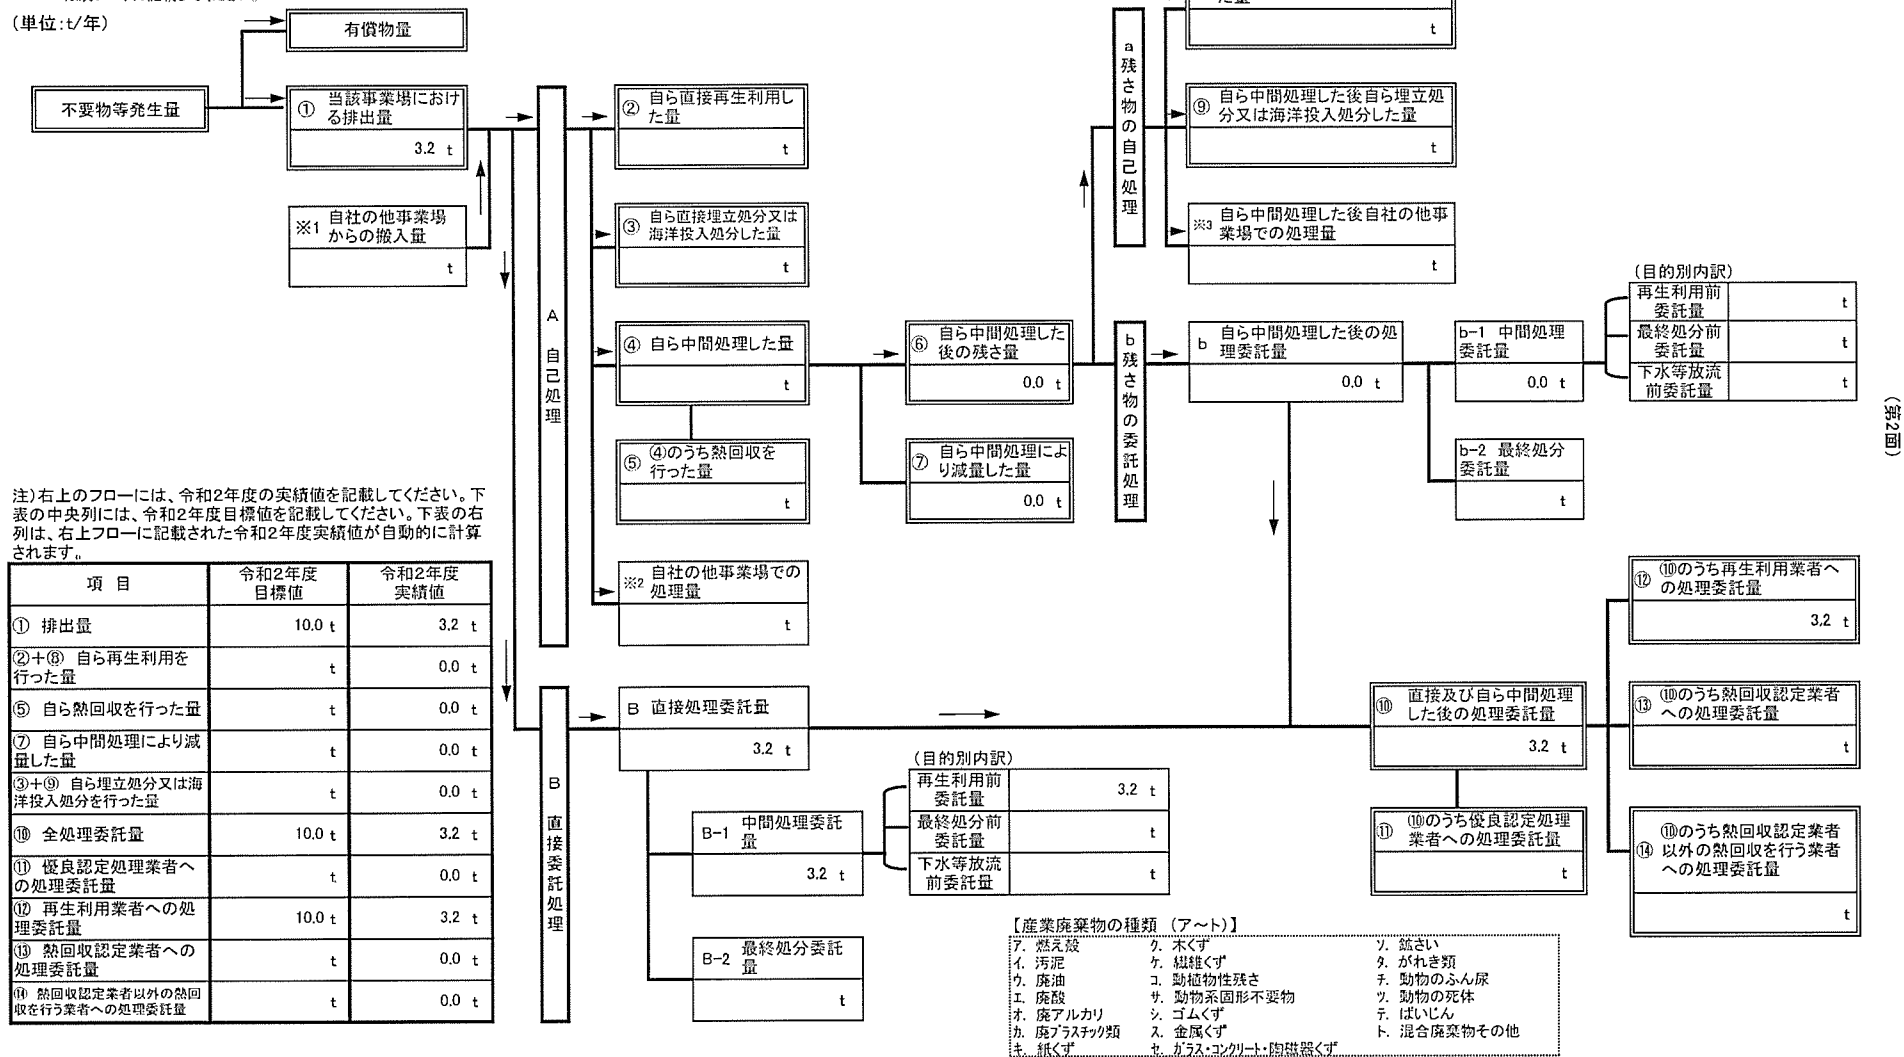 (単位:t/年)
有償物量
不要物等発生量
① 当該事業場におけ
る排出量
3.2 t
※1 自社の他事業場
からの搬入量
t
A 自己処理
② 自ら直接再生利用し
た量
t
③ 自ら直接埋立処分又は
海洋投入処分した量
t
④ 自ら中間処理した量
t
⑤ ④のうち熱回収を
行った量
t
※2 自社の他事業場での
処理量
t
⑥ 自ら中間処理した
後の残さ量
0.0 t
⑦ 自ら中間処理によ
り減量した量
0.0 t
a 残さ物の自己処理
た量
t
⑨ 自ら中間処理した後自ら埋立処
分又は海洋投入処分した量
t
※3 自ら中間処理した後自社の他事
業場での処理量
t
b 残さ物の委託処理
b 自ら中間処理した後の処
理委託量
0.0 t
b-1 中間処理
委託量
0.0 t
(目的別内訳)
再生利用前
委託量 t
最終処分前
委託量 t
下水等放流
前委託量 t
b-2 最終処分
委託量
t
(第2面)
注)右上のフローには、令和2年度の実績値を記載してください。下
表の中央列には、令和2年度目標値を記載してください。下表の右
列は、右上フローに記載された令和2年度実績値が自動的に計算
されます。
項 目 令和2年度 目標値 令和2年度 実績値
① 排出量 10.0 t 3.2 t
②+⑧ 自ら再生利用を
行った量 t 0.0 t
⑤ 自ら熱回収を行った量 t 0.0 t
⑦ 自ら中間処理により減
量した量 t 0.0 t
③+⑨ 自ら埋立処分又は海
洋投入処分を行った量 t 0.0 t
⑩ 全処理委託量 10.0 t 3.2 t
⑪ 優良認定処理業者へ
の処理委託量 t 0.0 t
⑫ 再生利用業者への処
理委託量 10.0 t 3.2 t
⑬ 熱回収認定業者への
処理委託量 t 0.0 t
⑭ 熱回収認定業者以外の熱回
収を行う業者への処理委託量 t 0.0 t
B 直接委託処理
B 直接処理委託量
3.2 t
B-1 中間処理委託
量
3.2 t
(目的別内訳)
再生利用前
委託量 3.2 t
最終処分前
委託量 t
下水等放流
前委託量 t
B-2 最終処分委託
量
t
⑩ 直接及び自ら中間処理
した後の処理委託量
3.2 t
⑪ ⑩のうち優良認定処理
業者への処理委託量
t
⑫ ⑩のうち再生利用業者へ
の処理委託量
3.2 t
⑬ ⑩のうち熱回収認定業者
への処理委託量
t
⑭ ⑩のうち熱回収認定業者
以外の熱回収を行う業者
への処理委託量
t
【産業廃棄物の種類 (ア〜ト)】
ア. 燃え殻 ク. 木くず ソ. 鉱さい
イ. 汚泥 ケ. 繊維くず タ. がれき類
ウ. 廃油 コ. 動植物性残さ チ. 動物のふん尿
エ. 廃酸 サ. 動物系固形不要物 ツ. 動物の死体
オ. 廃アルカリ シ. ゴムくず テ. ばいじん
カ. 廃プラスチック類 ス. 金属くず ト. 混合廃棄物その他
キ. 紙くず セ. ガラス・コンクリート・陶磁器くず